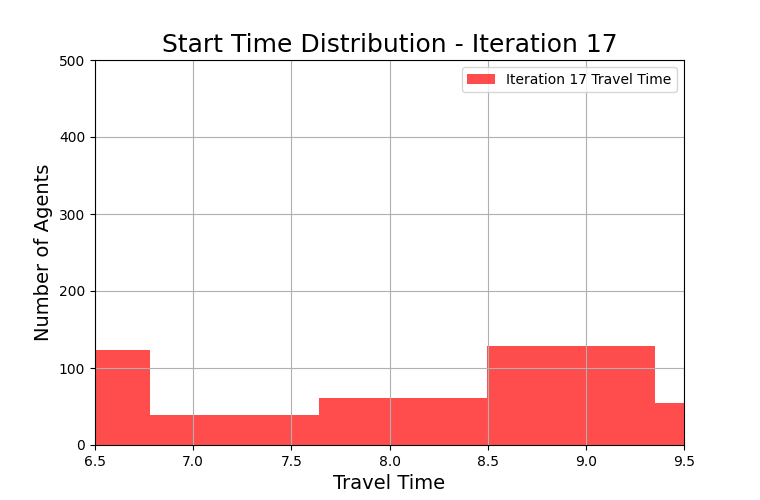 Start Time Distribution - Iteration 17
Iteration 17 Travel Time
Number of Agents
500
400
300
200
100
0
6.5 7.0 7.5 8.0 8.5 9.0 9.5
Travel Time